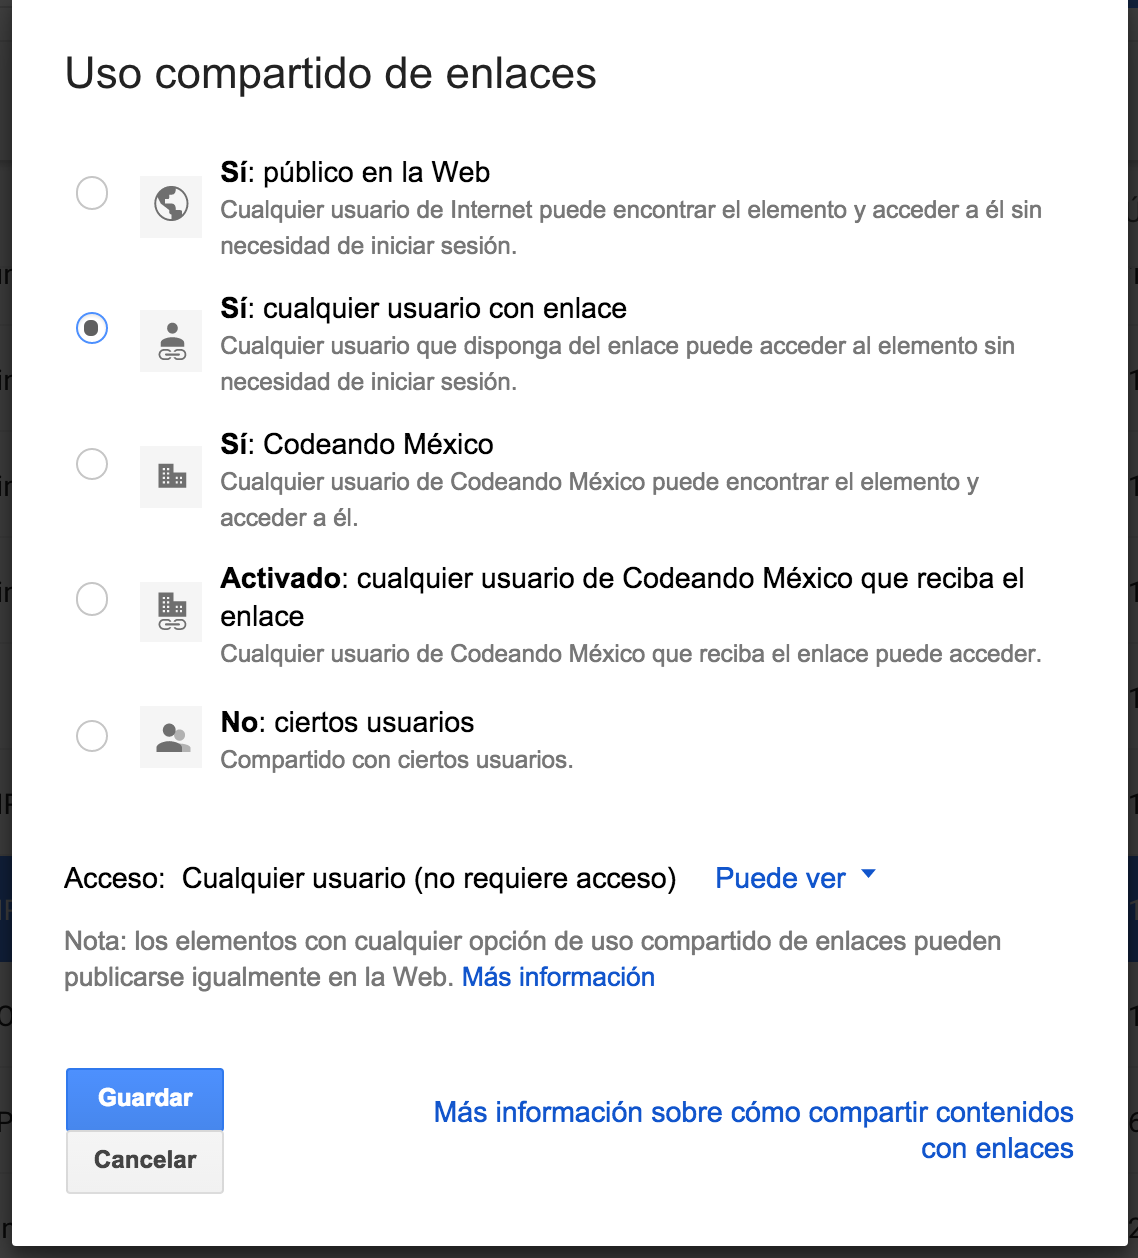 Uso compartido de enlaces
Sí: público en la Web
Cualquier usuario de Internet puede encontrar el elemento y acceder a él sin
necesidad de iniciar sesión.
Sí: cualquier usuario con enlace
Cualquier usuario que disponga del enlace puede acceder al elemento sin
necesidad de iniciar sesión.
Sí: Codeando México
Cualquier usuario de Codeando México puede encontrar el elemento y
acceder a él.
Activado: cualquier usuario de Codeando México que reciba el
enlace
Cualquier usuario de Codeando México que reciba el enlace puede acceder.
No: ciertos usuarios
Compartido con ciertos usuarios.
Acceso: Cualquier usuario (no requiere acceso) Puede ver
Nota: los elementos con cualquier opción de uso compartido de enlaces pueden
publicarse igualmente en la Web. Más información
Guardar
Cancelar
Más información sobre cómo compartir contenidos
con enlaces